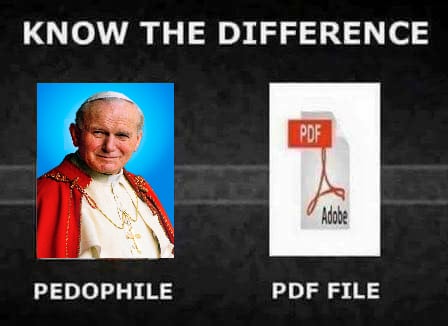 KNOW THE DIFFERENCE
PDF
Adobe
PEDOPHILE
PDF FILE